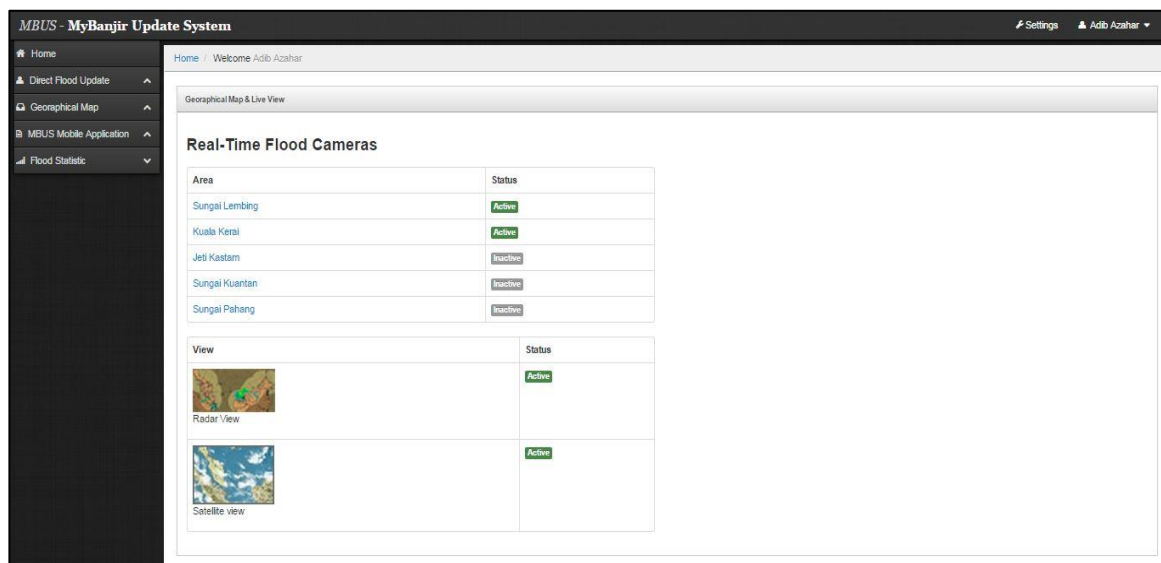 MBUS - MyBanjir Update System
Settings
Adib Azahar
Home
Direct Flood Update
Georaphical Map
MBUS Mobile Application
Flood Statistic
Home / Welcome Adib Azahar
Georaphical Map & Live View
Real-Time Flood Cameras
Area Status
Sungai Lembing Active
Kuala Kerai Active
Jeti Kastam Inactive
Sungai Kuantan Inactive
Sungai Pahang Inactive
View Status
Active
Radar View
Active
Satellite view